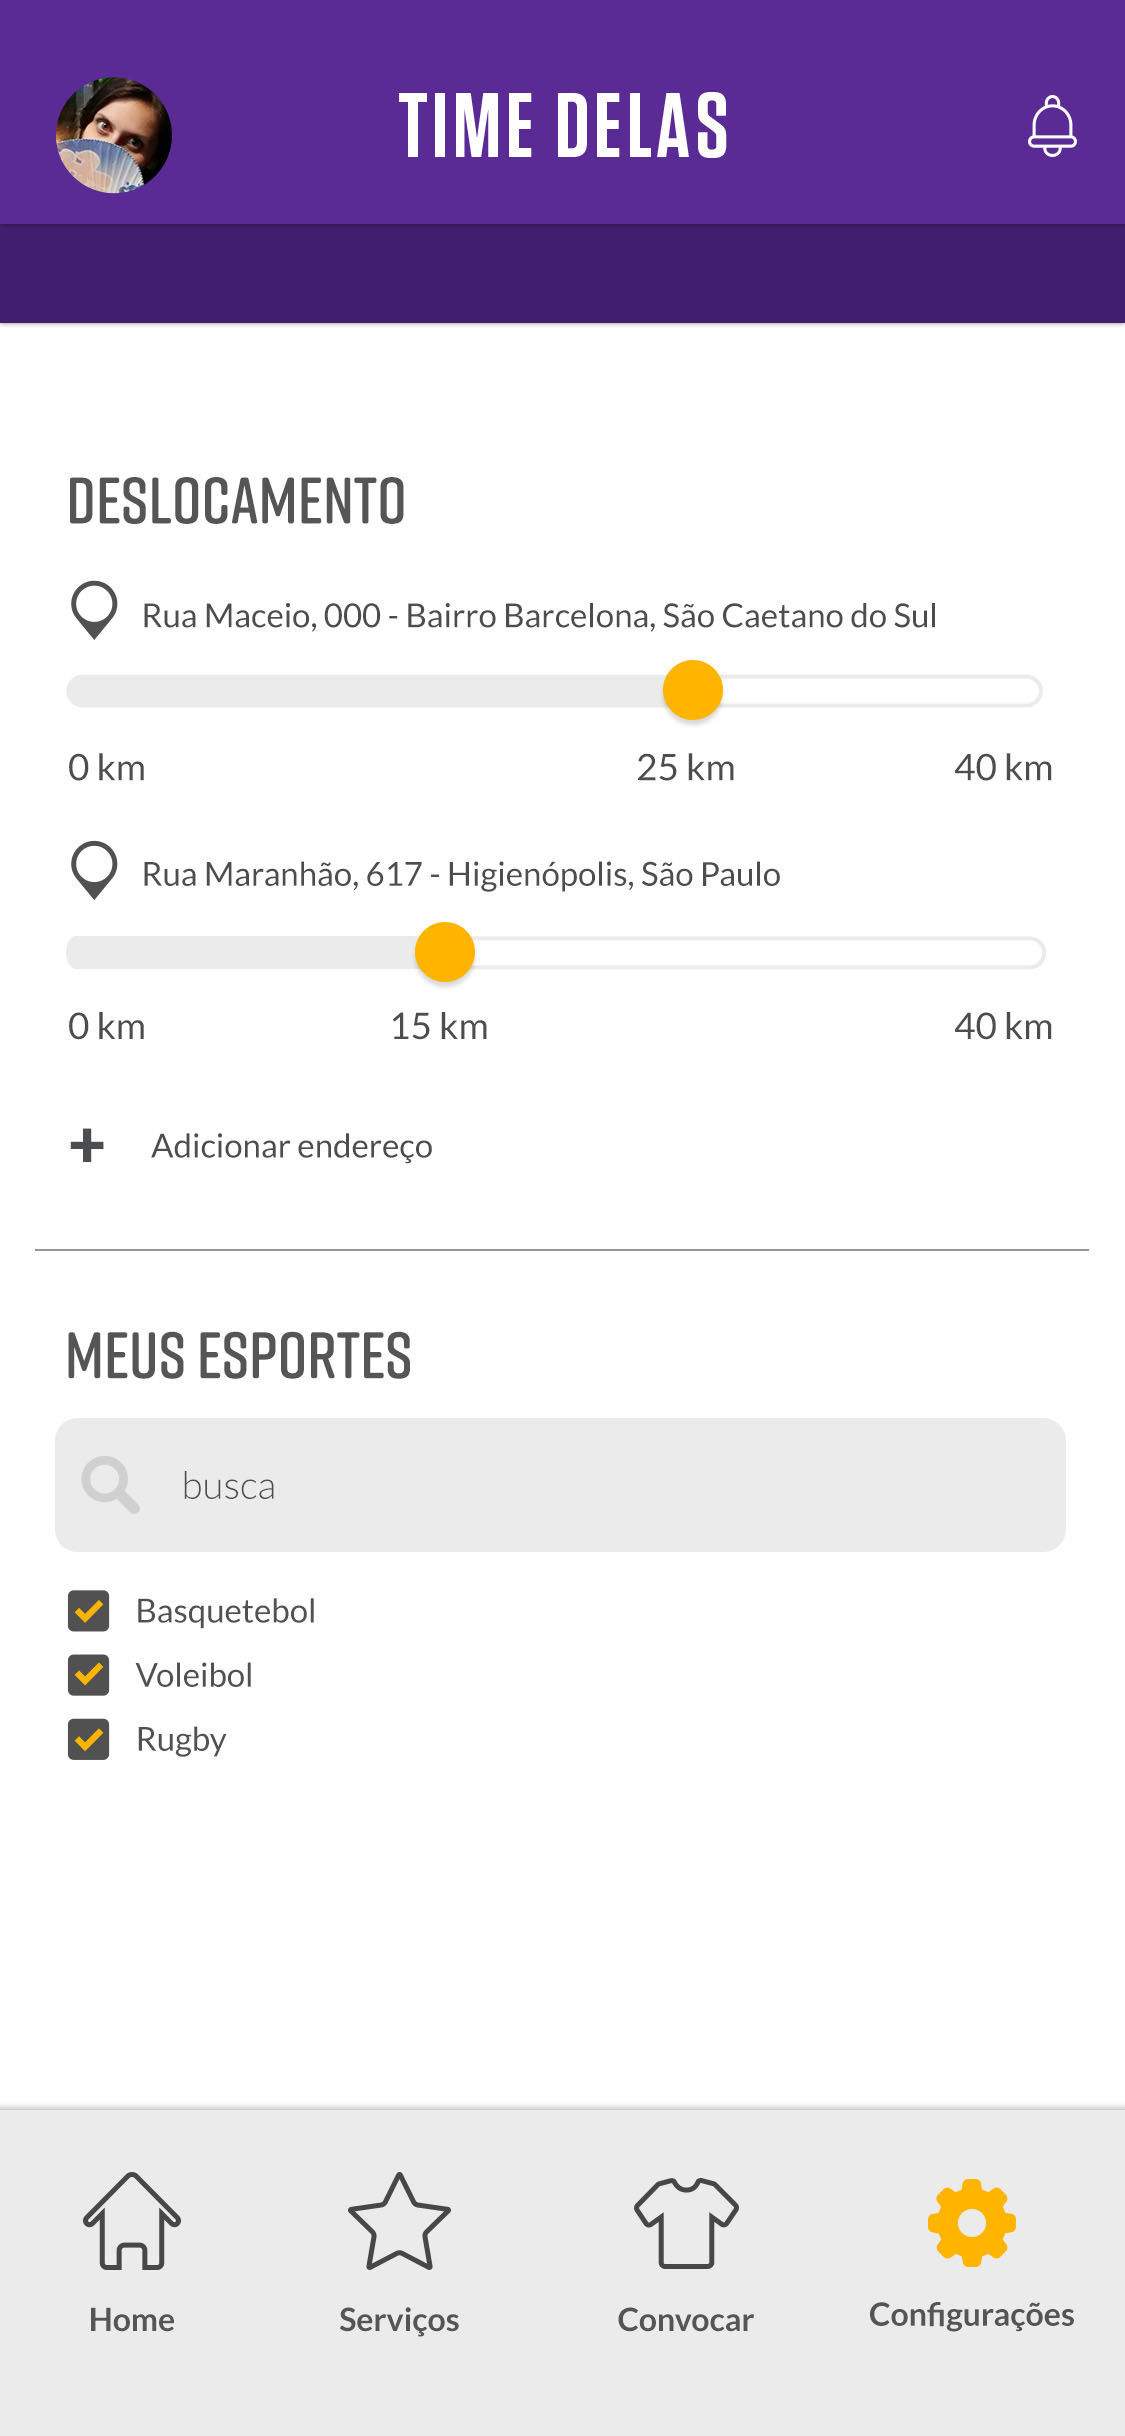 TIME DELAS
DESLOCAMENTO
Rua Maceio, 000 - Bairro Barcelona, São Caetano do Sul
0 km 25 km 40 km
Rua Maranhão, 617 - Higienópolis, São Paulo
0 km 15 km 40 km
Adicionar endereço
MEUS ESPORTES
busca
Basquetebol
Voleibol
Rugby
Home Serviços Convocar Configurações